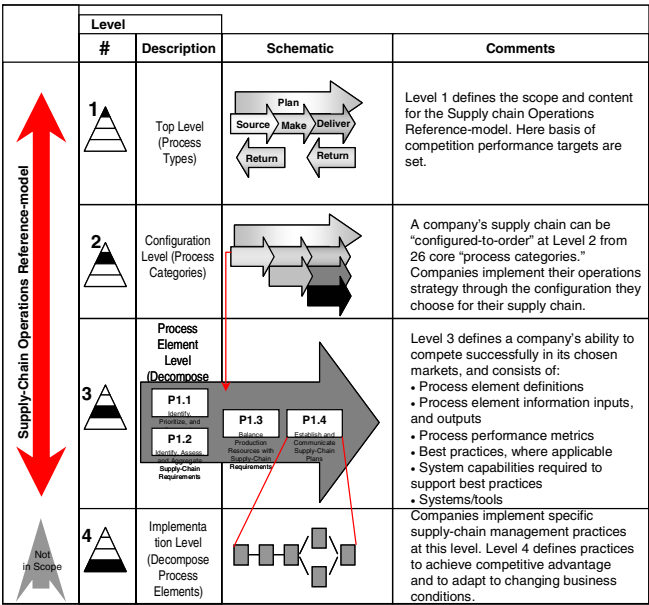 Level
# Description Schematic Comments
Supply-Chain Operations Reference-model
1
Top Level
(Process
Types)
Plan
Source Make Deliver
Return Return
Level 1 defines the scope and content
for the Supply chain Operations
Reference-model. Here basis of
competition performance targets are
set.
2
Configuration
Level (Process
Categories)
A company's supply chain can be
“configured-to-order” at Level 2 from
26 core “process categories.”
Companies implement their operations
strategy through the configuration they
choose for their supply chain.
3
Process
Element
Level
(Decompose
P1.1
Identify,
Prioritize, and
P1.2
Identify, Assess,
and Aggregate
Supply-Chain
Requirements
P1.3
Balance
Production
Resources with
Supply-Chain
Requirements
P1.4
Establish and
Communicate
Supply-Chain
Plans
Level 3 defines a company's ability to
compete successfully in its chosen
markets, and consists of:
• Process element definitions
• Process element information inputs,
and outputs
• Process performance metrics
• Best practices, where applicable
• System capabilities required to
support best practices
• Systems/tools
Not
in Scope
4
Implementa
tion Level
(Decompose
Process
Elements)
Companies implement specific
supply-chain management practices
at this level. Level 4 defines practices
to achieve competitive advantage
and to adapt to changing business
conditions.